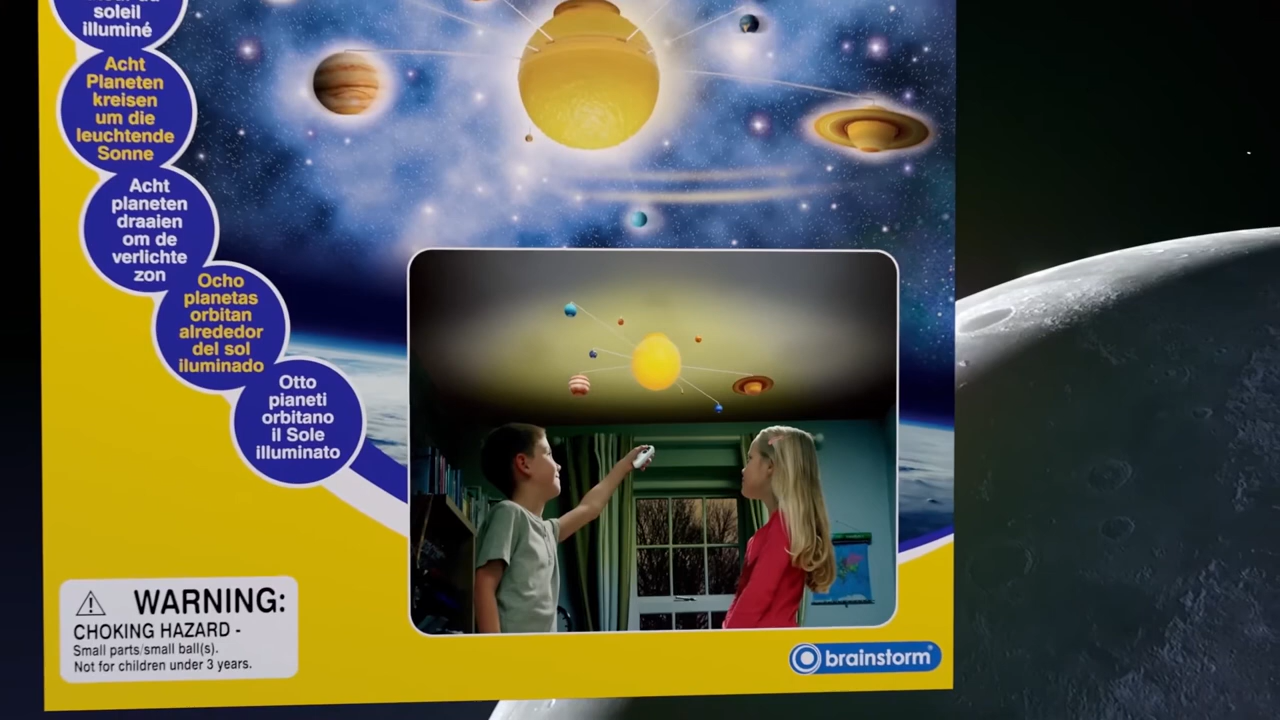 soleil
illuminé
Acht
Planeten
kreisen
um die
leuchtende
Sonne
Acht
planeten
draaien
om de
verlichte
zon
Ocho
planetas
orbitan
alrededor
del sol
iluminado
Otto
pianeti
orbitano
il Sole
illuminato
WARNING:
CHOKING HAZARD -
Small parts/small ball(s).
Not for children under 3 years.
brainstorm